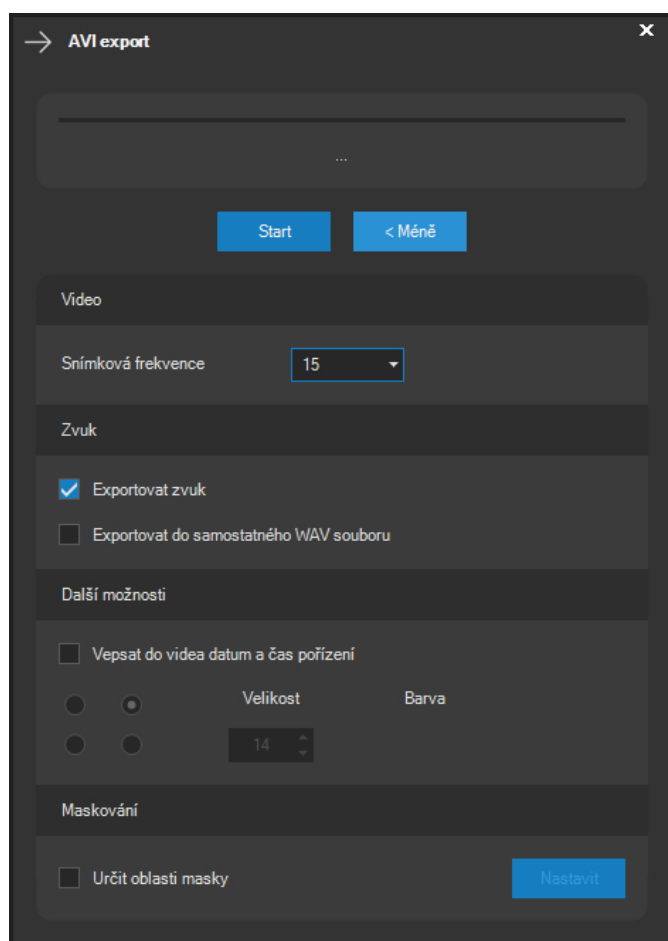 AVI export
x
...
Start
< Méně
Video
Snímková frekvence
15
Zvuk
Exportovat zvuk
Exportovat do samostatného WAV souboru
Další možnosti
Vepsat do videa datum a čas pořízení
Velikost
Barva
14
Maskování
Určit oblasti masky
Nastavit